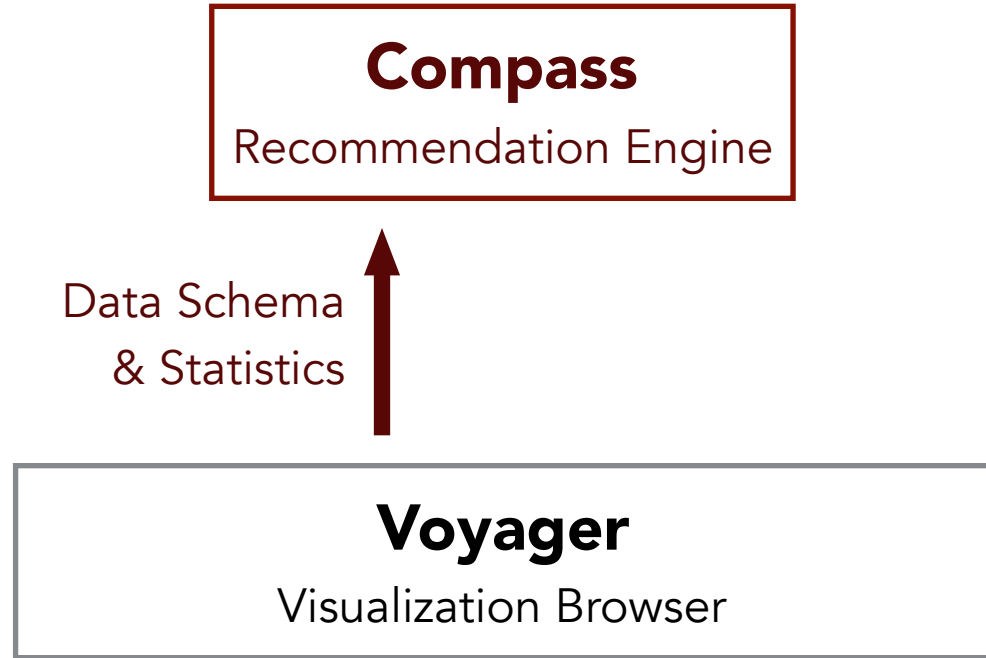 Compass
Recommendation Engine
Data Schema
& Statistics
Voyager
Visualization Browser